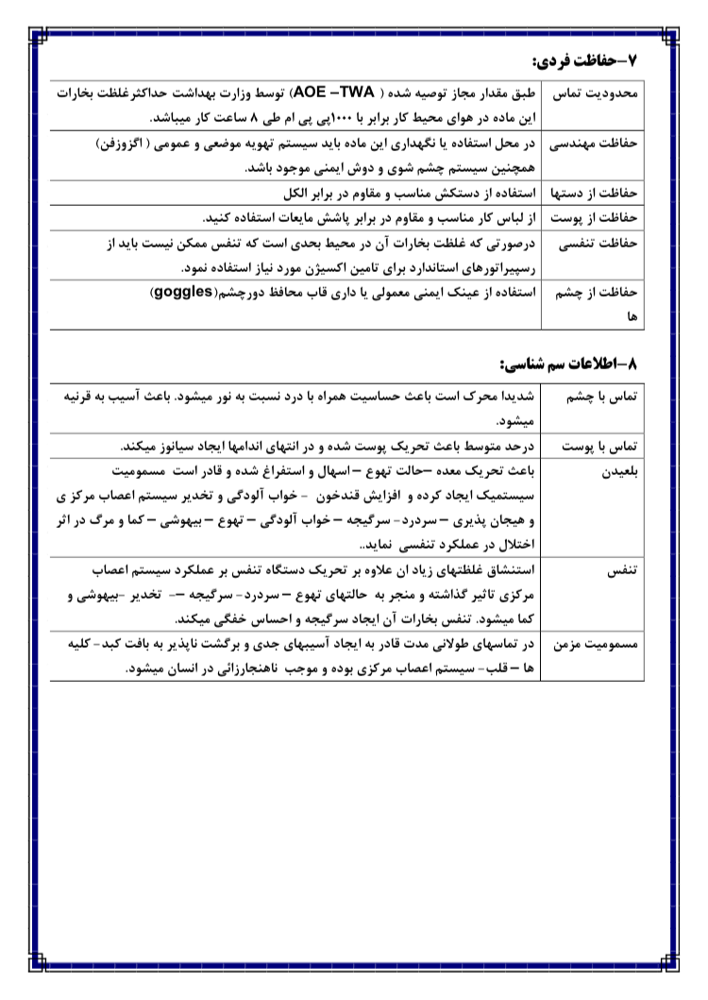 ۷–حفاظت فردی:
محدودیت تماس	طبق مقدار مجاز توصیه شده ( AOE –TWA) توسط وزارت بهداشت حداکثرغلظت بخارات
این ماده در هوای محیط کار برابر با ۱۰۰۰پی پی ام طی ۸ ساعت کار میباشد.
حفاظت مهندسی	در محل استفاده یا نگهداری این ماده باید سیستم تهویه موضعی و عمومی ( اگزوزفن)
همچنین سیستم چشم شوی و دوش ایمنی موجود باشد.
حفاظت از دستها	استفاده از دستکش مناسب و مقاوم در برابر الکل
حفاظت از پوست	از لباس کار مناسب و مقاوم در برابر پاشش مایعات استفاده کنید.
حفاظت تنفسی	درصورتی که غلظت بخارات آن در محیط بحدی است که تنفس ممکن نیست باید از
رسپیراتورهای استاندارد برای تامین اکسیژن مورد نیاز استفاده نمود.
حفاظت از چشم	استفاده از عینک ایمنی معمولی یا داری قاب محافظ دورچشم(goggles)
ها
۸–اطلاعات سم شناسی:
تماس با چشم	شدیدا محرک است باعث حساسیت همراه با درد نسبت به نور میشود. باعث آسیب به قرنیه
میشود.
تماس با پوست	درحد متوسط باعث تحریک پوست شده و در انتهای اندامها ایجاد سیانوز میکند.
بلعیدن	باعث تحریک معده –حالت تهوع –اسهال و استفراغ شده و قادر است مسمومیت
سیستمیک ایجاد کرده و افزایش قندخون - خواب آلودگی و تخدیر سیستم اعصاب مرکز ی
و هیجان پذیری – سردرد- سرگیجه – خواب آلودگی – تهوع – بیهوشی – کما و مرگ در اثر
اختلال در عملکرد تنفسی نماید..
تنفس	استنشاق غلظتهای زیاد ان علاوه بر تحریک دستگاه تنفس بر عملکرد سیستم اعصاب
مرکزی تاثیر گذاشته و منجر به حالتهای تهوع – سردرد- سرگیجه –- تخدیر -بیهوشی و
کما میشود. تنفس بخارات آن ایجاد سرگیجه و احساس خفگی میکند.
مسمومیت مزمن	در تماسهای طولانی مدت قادر به ایجاد آسیبهای جدی و برگشت ناپذیر به بافت کبد- کلیه
ها – قلب- سیستم اعصاب مرکزی بوده و موجب ناهنجارزائی در انسان میشود.